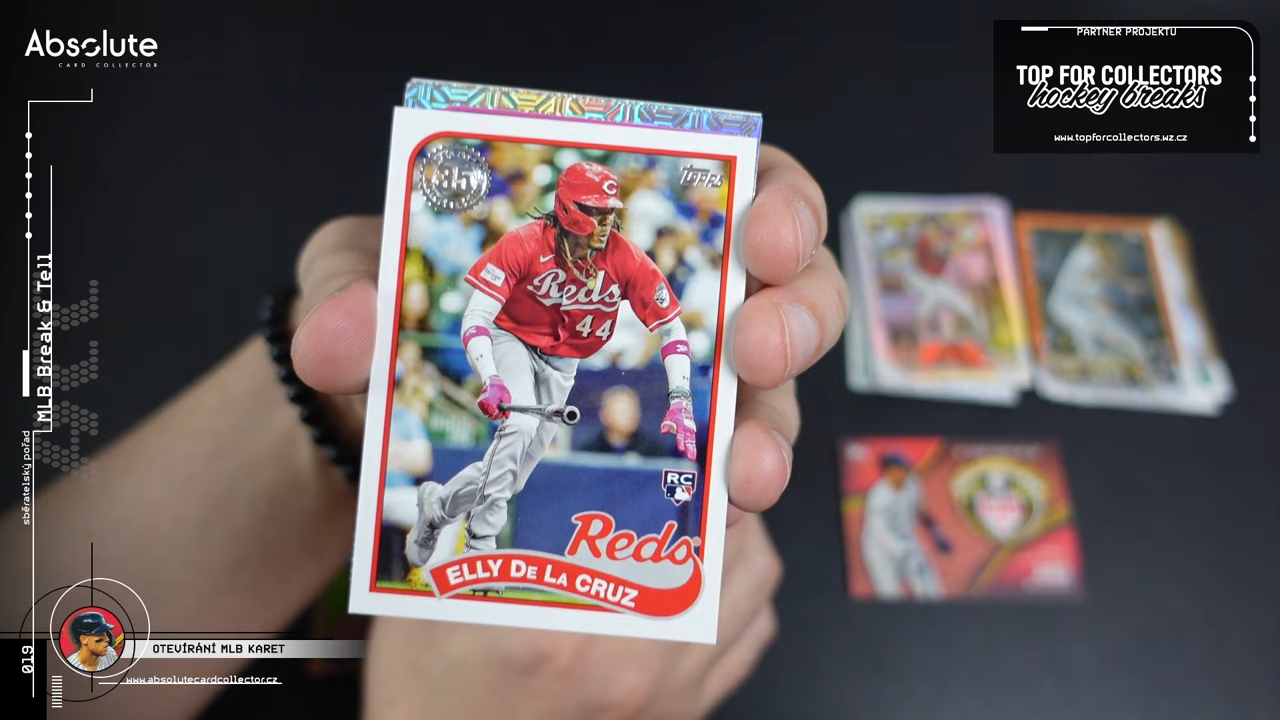 Absolute
CARD COLLECTOR
PARTNER PROJEKTU
TOP FOR COLLECTORS
hockey breaks
www.topforcollectors.wz.cz
35
Topps
C
Reds
44
RC
Reds
ELLY DE LA CRUZ
MLB Break & Tell
sběratelský pořad
019
OTEVÍRÁNÍ MLB KARET
www.absolutecardcollector.cz